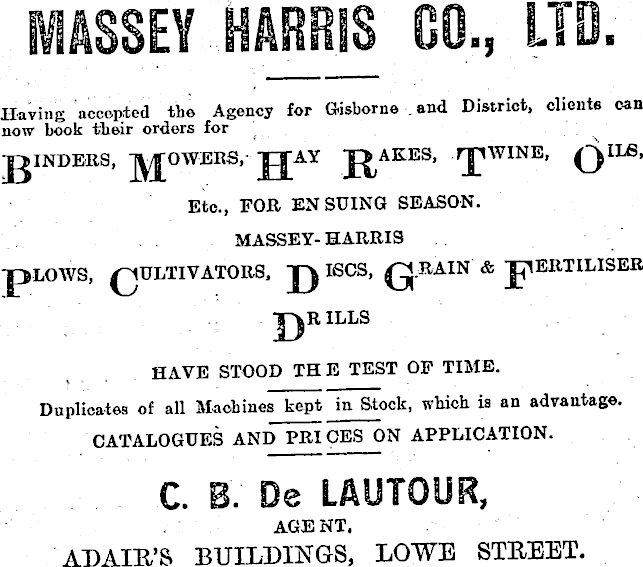 MASSEY HARRIS CO., LTD.
Having accepted the Agency for Gisborne and District, clients can
now book their orders for
BINDERS, MOWERS, HAY RAKES, TWINE, OILS,
Etc., FOR ENSUING SEASON.
MASSEY-HARRIS
PLOWS, CULTIVATORS, DISCS, GRAIN & FERTILISER
DRILLS
HAVE STOOD THE TEST OF TIME.
Duplicates of all Machines kept in Stock, which is an advantage.
CATALOGUES AND PRICES ON APPLICATION.
C. B. De LAUTOUR,
AGENT,
ADAIR'S BUILDINGS, LOWE STREET.